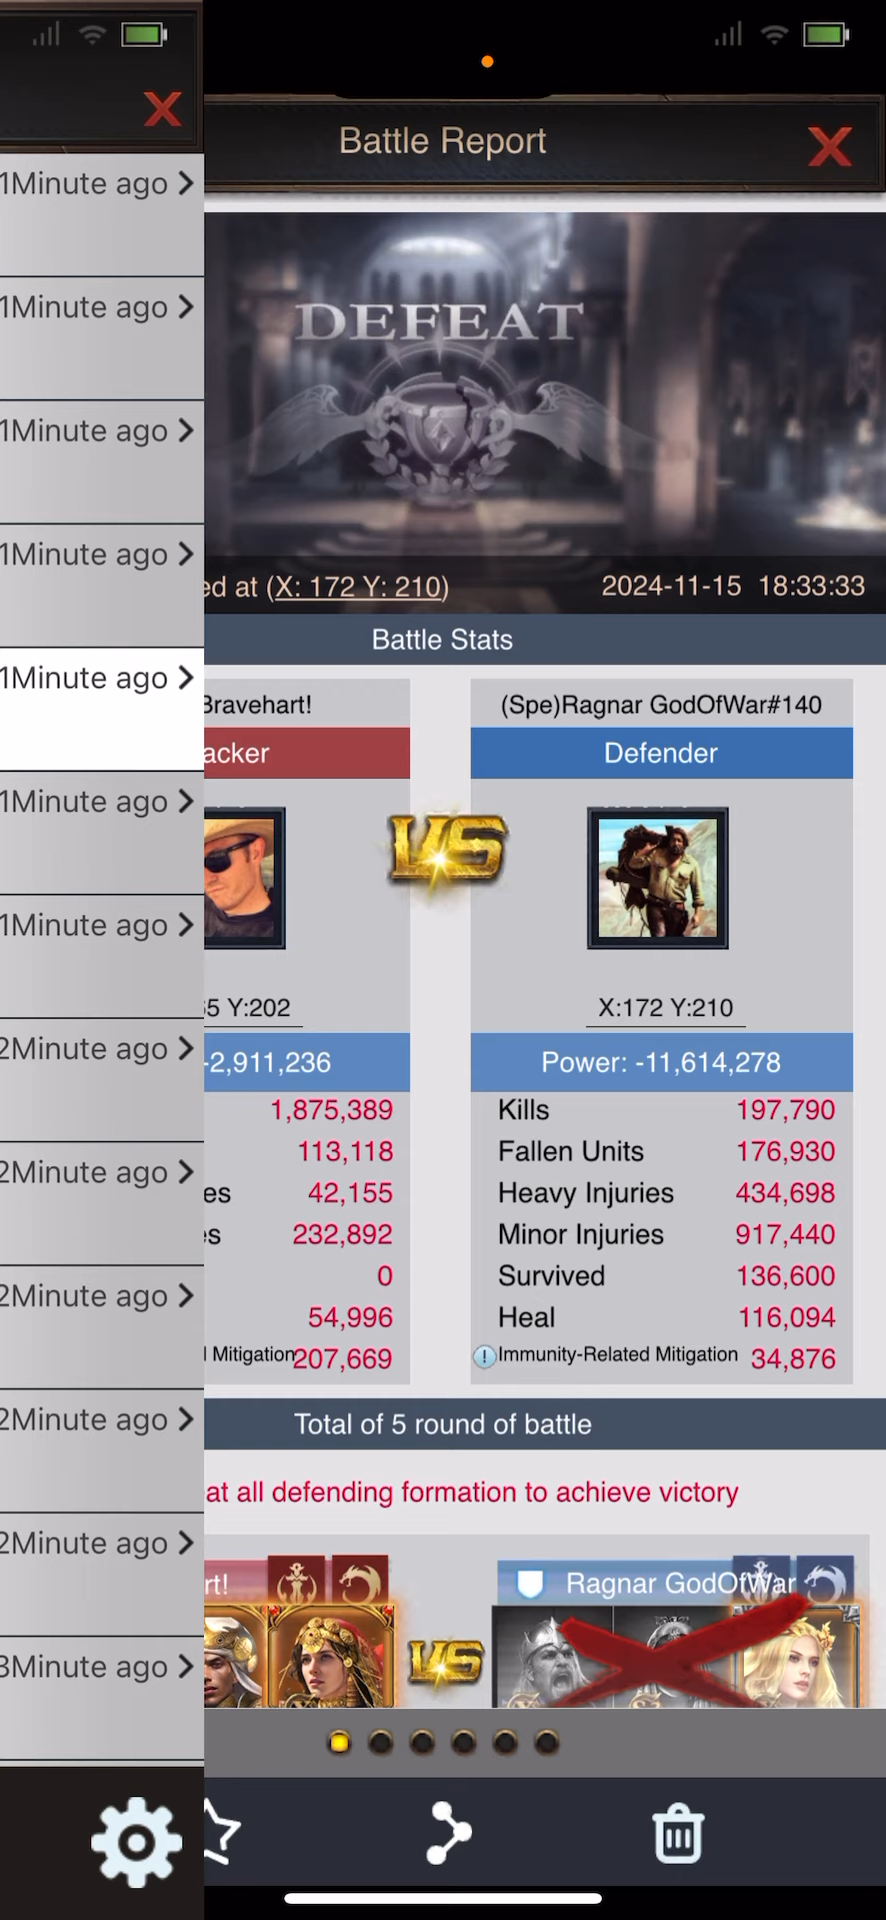 1Minute ago
1Minute ago
1Minute ago
1Minute ago
1Minute ago
1Minute ago
1Minute ago
2Minute ago
2Minute ago
2Minute ago
2Minute ago
2Minute ago
3Minute ago
Battle Report
DEFEAT
ed at (X: 172 Y: 210) 2024-11-15 18:33:33
Battle Stats
Bravehart! (Spe)Ragnar GodOfWar#140
acker Defender
VS
5 Y:202 X:172 Y:210
-2,911,236 Power: -11,614,278
1,875,389 Kills 197,790
113,118 Fallen Units 176,930
es 42,155 Heavy Injuries 434,698
s 232,892 Minor Injuries 917,440
0 Survived 136,600
54,996 Heal 116,094
l Mitigation 207,669 ! Immunity-Related Mitigation 34,876
Total of 5 round of battle
at all defending formation to achieve victory
rt! Ragnar GodOfWar
VS